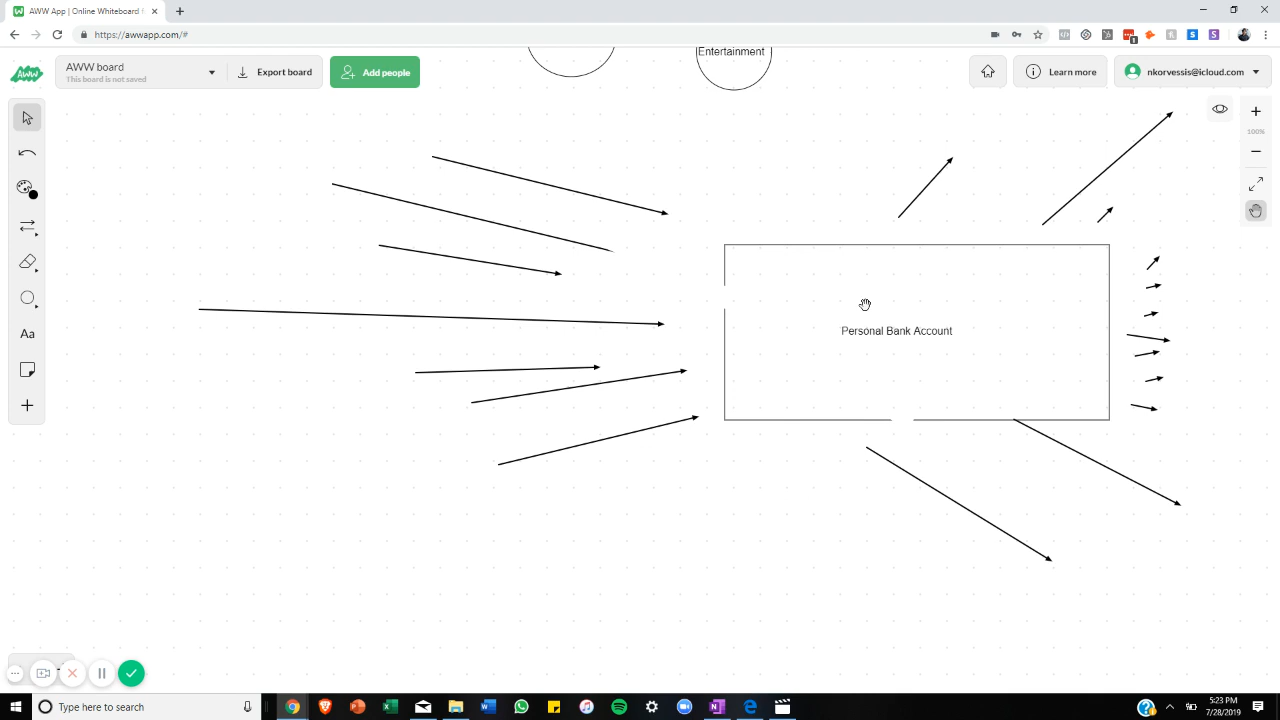 AWW App | Online Whiteboard f
https://awwapp.com/#
AWW
AWW board
This board is not saved
Export board
Add people
Entertainment
Learn more
nkorvessis@icloud.com
100%
Aa
Personal Bank Account
Type here to search
5:23 PM
7/28/2019